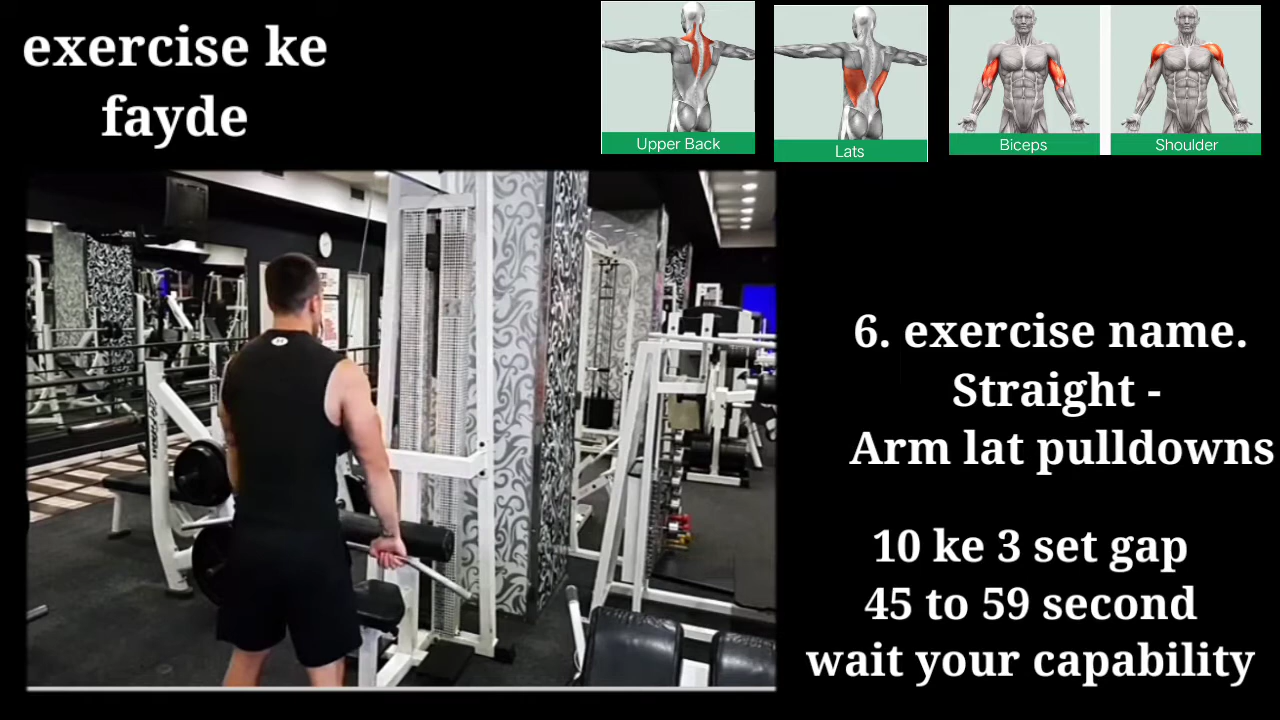 exercise ke
fayde
Upper Back
Lats
Biceps
Shoulder
6. exercise name.
Straight -
Arm lat pulldowns
10 ke 3 set gap
45 to 59 second
wait your capability